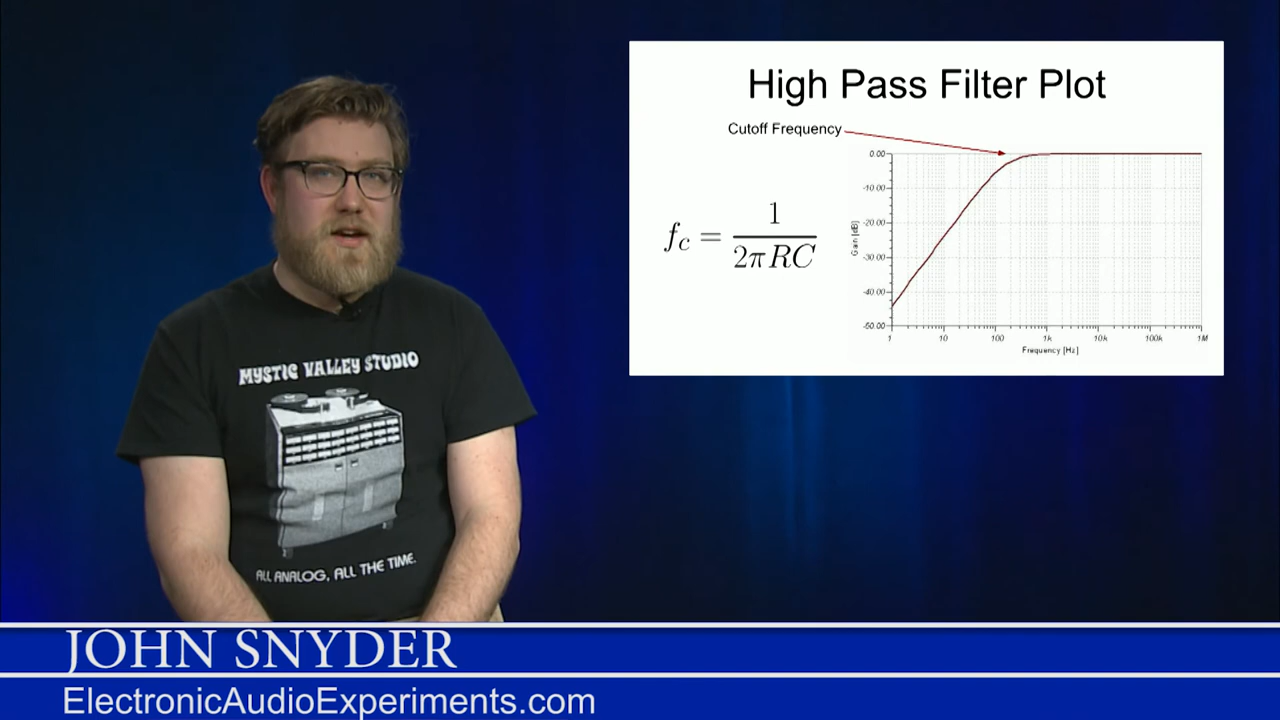 High Pass Filter Plot
Cutoff Frequency
f_c = 1 / 2πRC
0.00
-10.00
-20.00
-30.00
-40.00
-50.00
Gain [dB]
1 10 100 1k 10k 100k 1M
Frequency [Hz]
MYSTIC VALLEY STUDIO
ALL ANALOG, ALL THE TIME.
JOHN SNYDER
ElectronicAudioExperiments.com